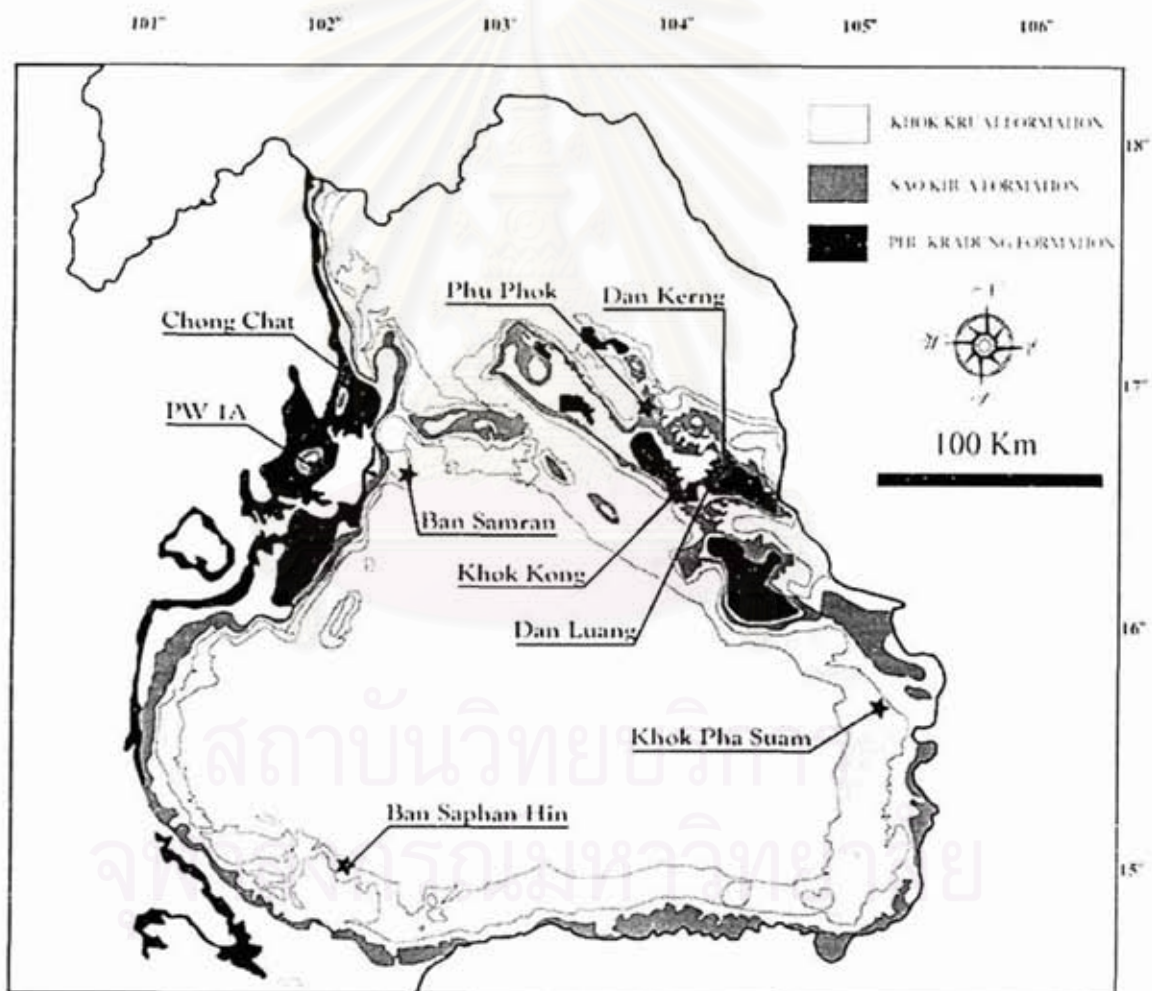 101° 102° 103° 104° 105° 106°
KHOK KRUAT FORMATION
18°
SAO KHUA FORMATION
PHU KRADUNG FORMATION
Phu Phok
Dan Kerng
Chong Chat
17°
PW 1A
100 Km
Ban Samran
Khok Kong
Dan Luang
16°
Khok Pha Suam
สถาบันวิทยบริการ
Ban Saphan Hin
จุฬาลงกรณ์มหาวิทยาลัย
15°